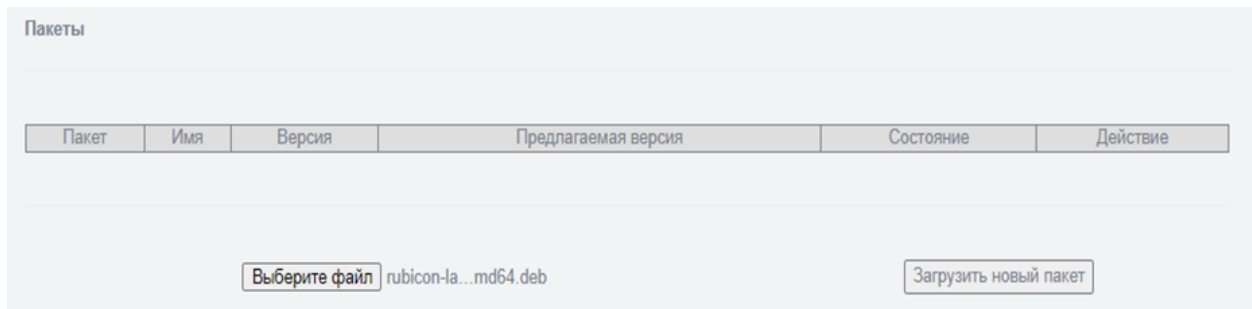 Пакеты
Пакет Имя Версия Предлагаемая версия Состояние Действие
Выберите файл rubicon-la...md64.deb Загрузить новый пакет